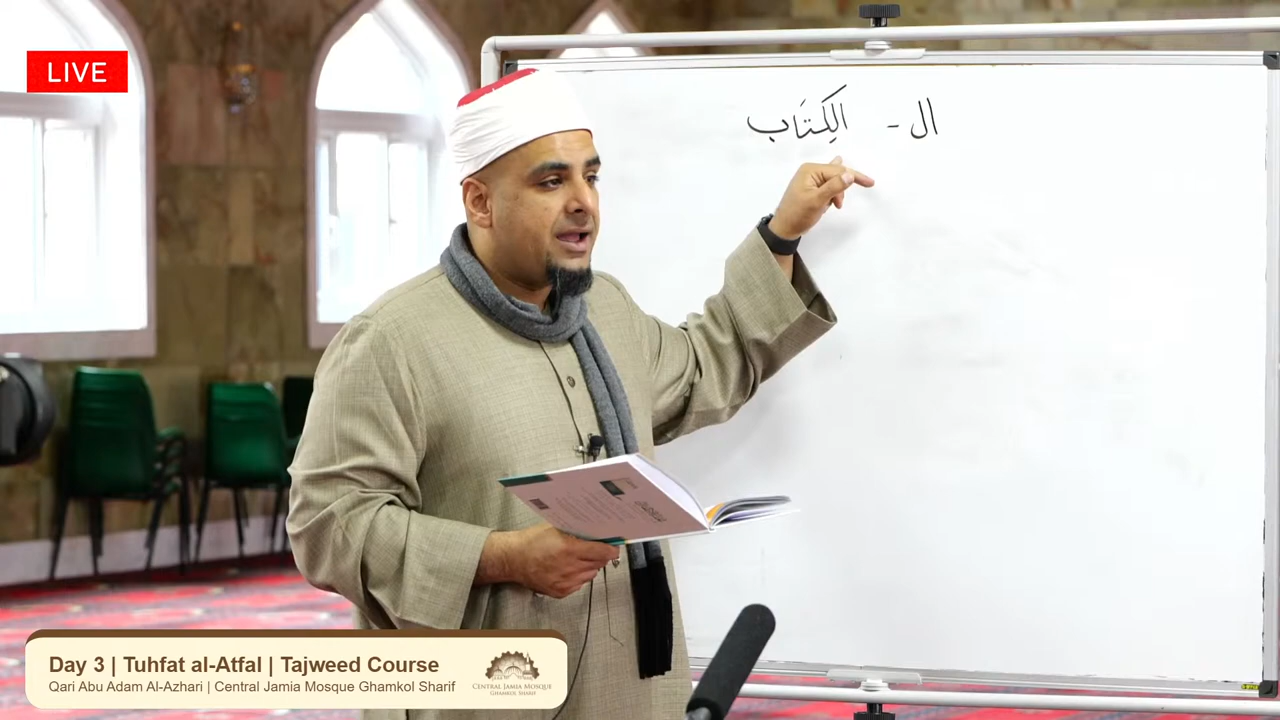 LIVE
ال - الكِتَاب
Day 3 | Tuhfat al-Atfal | Tajweed Course
Qari Abu Adam Al-Azhari | Central Jamia Mosque Ghamkol Sharif
CENTRAL JAMIA MOSQUE
GHAMKOL SHARIF